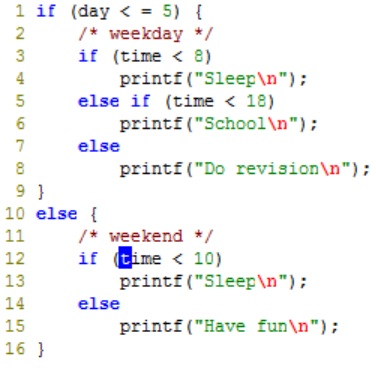 1 if (day < = 5) {
2     /* weekday */
3     if (time < 8)
4         printf("Sleep\n");
5     else if (time < 18)
6         printf("School\n");
7     else
8         printf("Do revision\n");
9 }
10 else {
11     /* weekend */
12     if (time < 10)
13         printf("Sleep\n");
14     else
15         printf("Have fun\n");
16 }